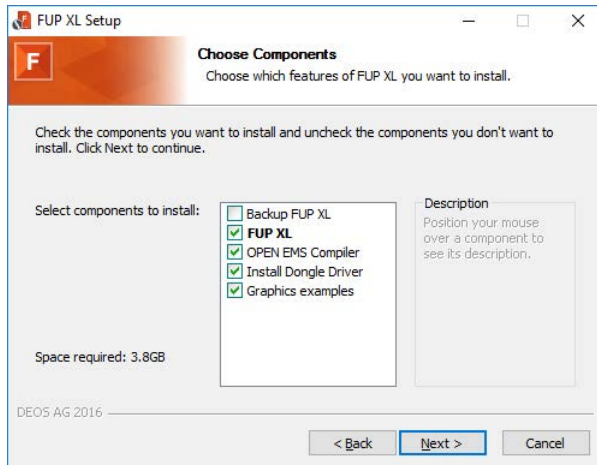 FUP XL Setup
F
Choose Components
Choose which features of FUP XL you want to install.
Check the components you want to install and uncheck the components you don't want to
install. Click Next to continue.
Select components to install:
Backup FUP XL
FUP XL
OPEN EMS Compiler
Install Dongle Driver
Graphics examples
Description
Position your mouse
over a component to
see its description.
Space required: 3.8GB
DEOS AG 2016
< Back
Next >
Cancel